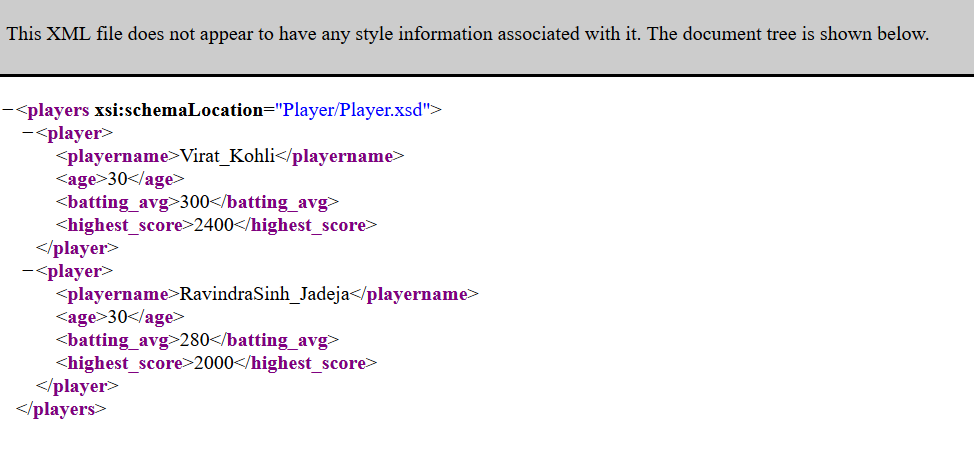 This XML file does not appear to have any style information associated with it. The document tree is shown below.
−<players xsi:schemaLocation="Player/Player.xsd">
−<player>
<playername>Virat_Kohli</playername>
<age>30</age>
<batting_avg>300</batting_avg>
<highest_score>2400</highest_score>
</player>
−<player>
<playername>RavindraSinh_Jadeja</playername>
<age>30</age>
<batting_avg>280</batting_avg>
<highest_score>2000</highest_score>
</player>
</players>